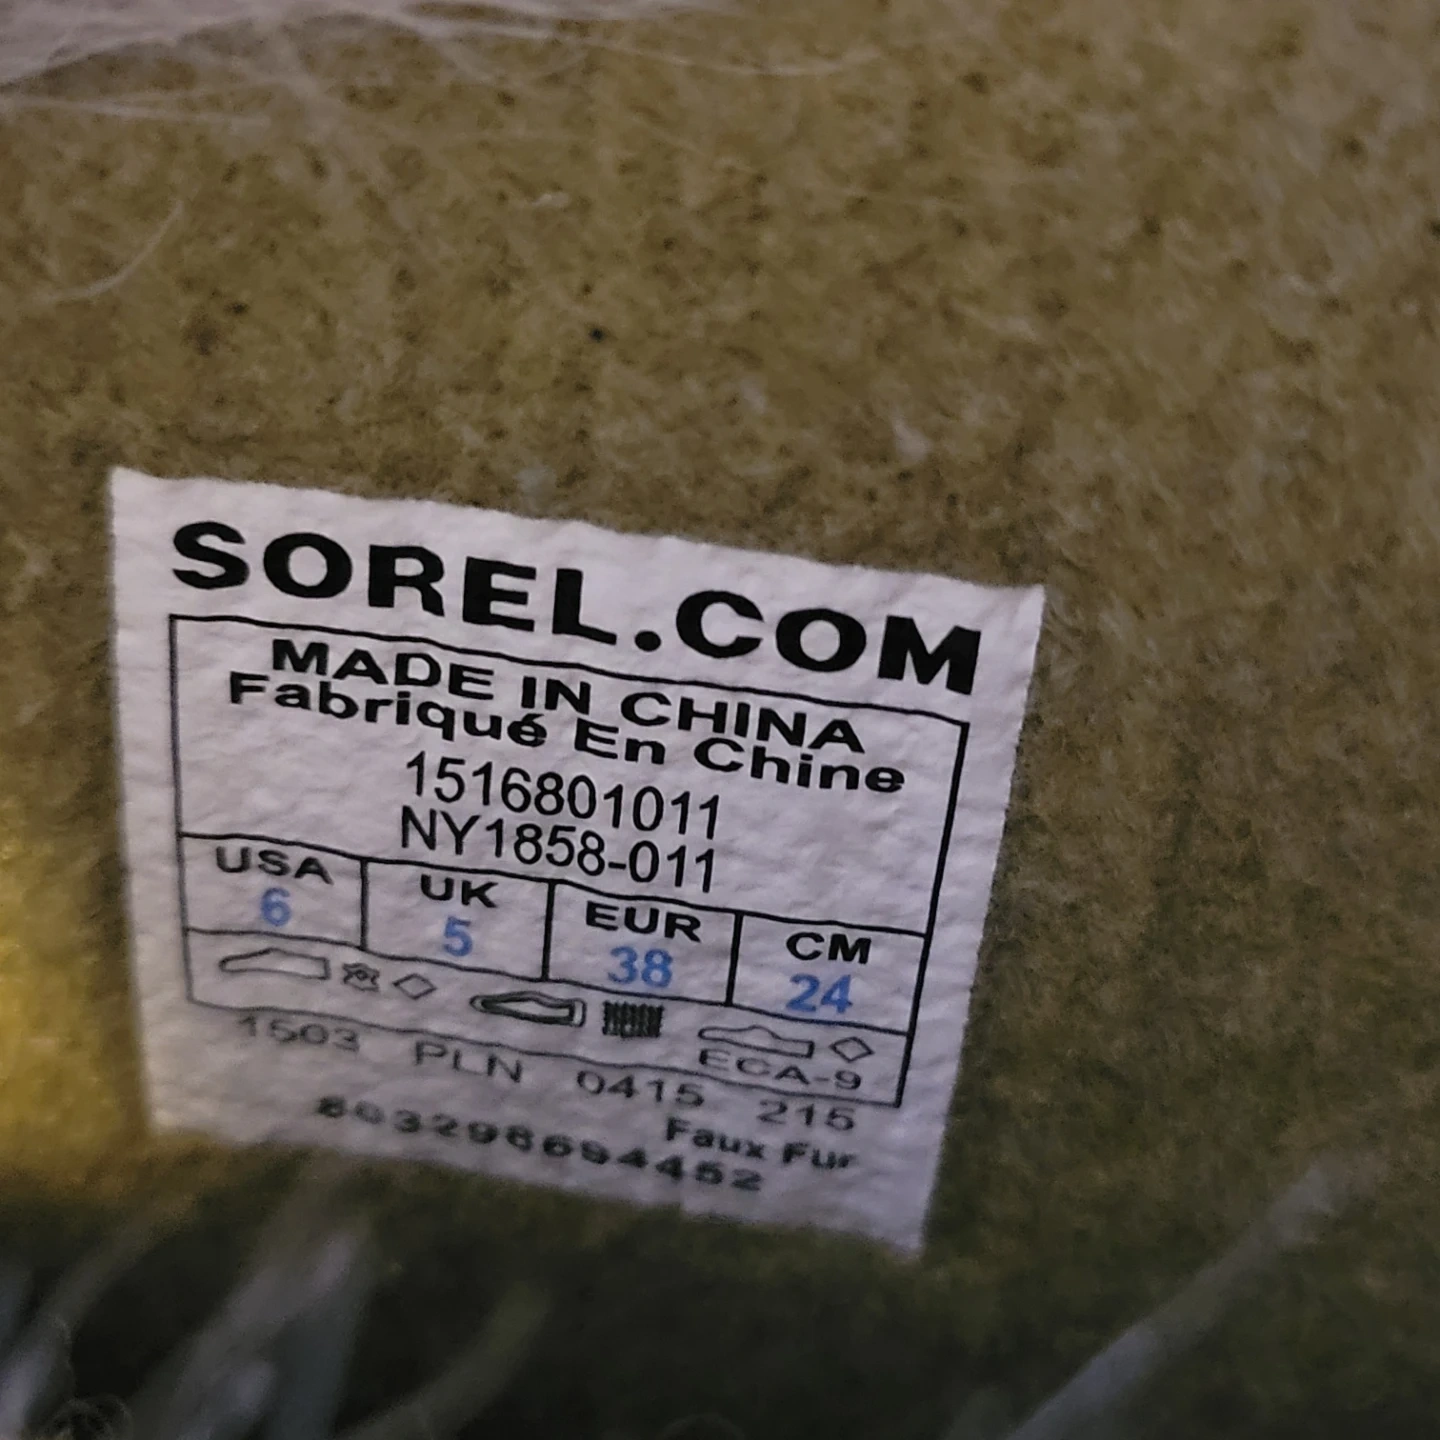 SOREL.COM
MADE IN CHINA
Fabriqué En Chine
1516801011
NY1858-011
USA UK EUR CM
6 5 38 24
ECA-9
1503 PLN 0415 215
Faux Fur
803298694452